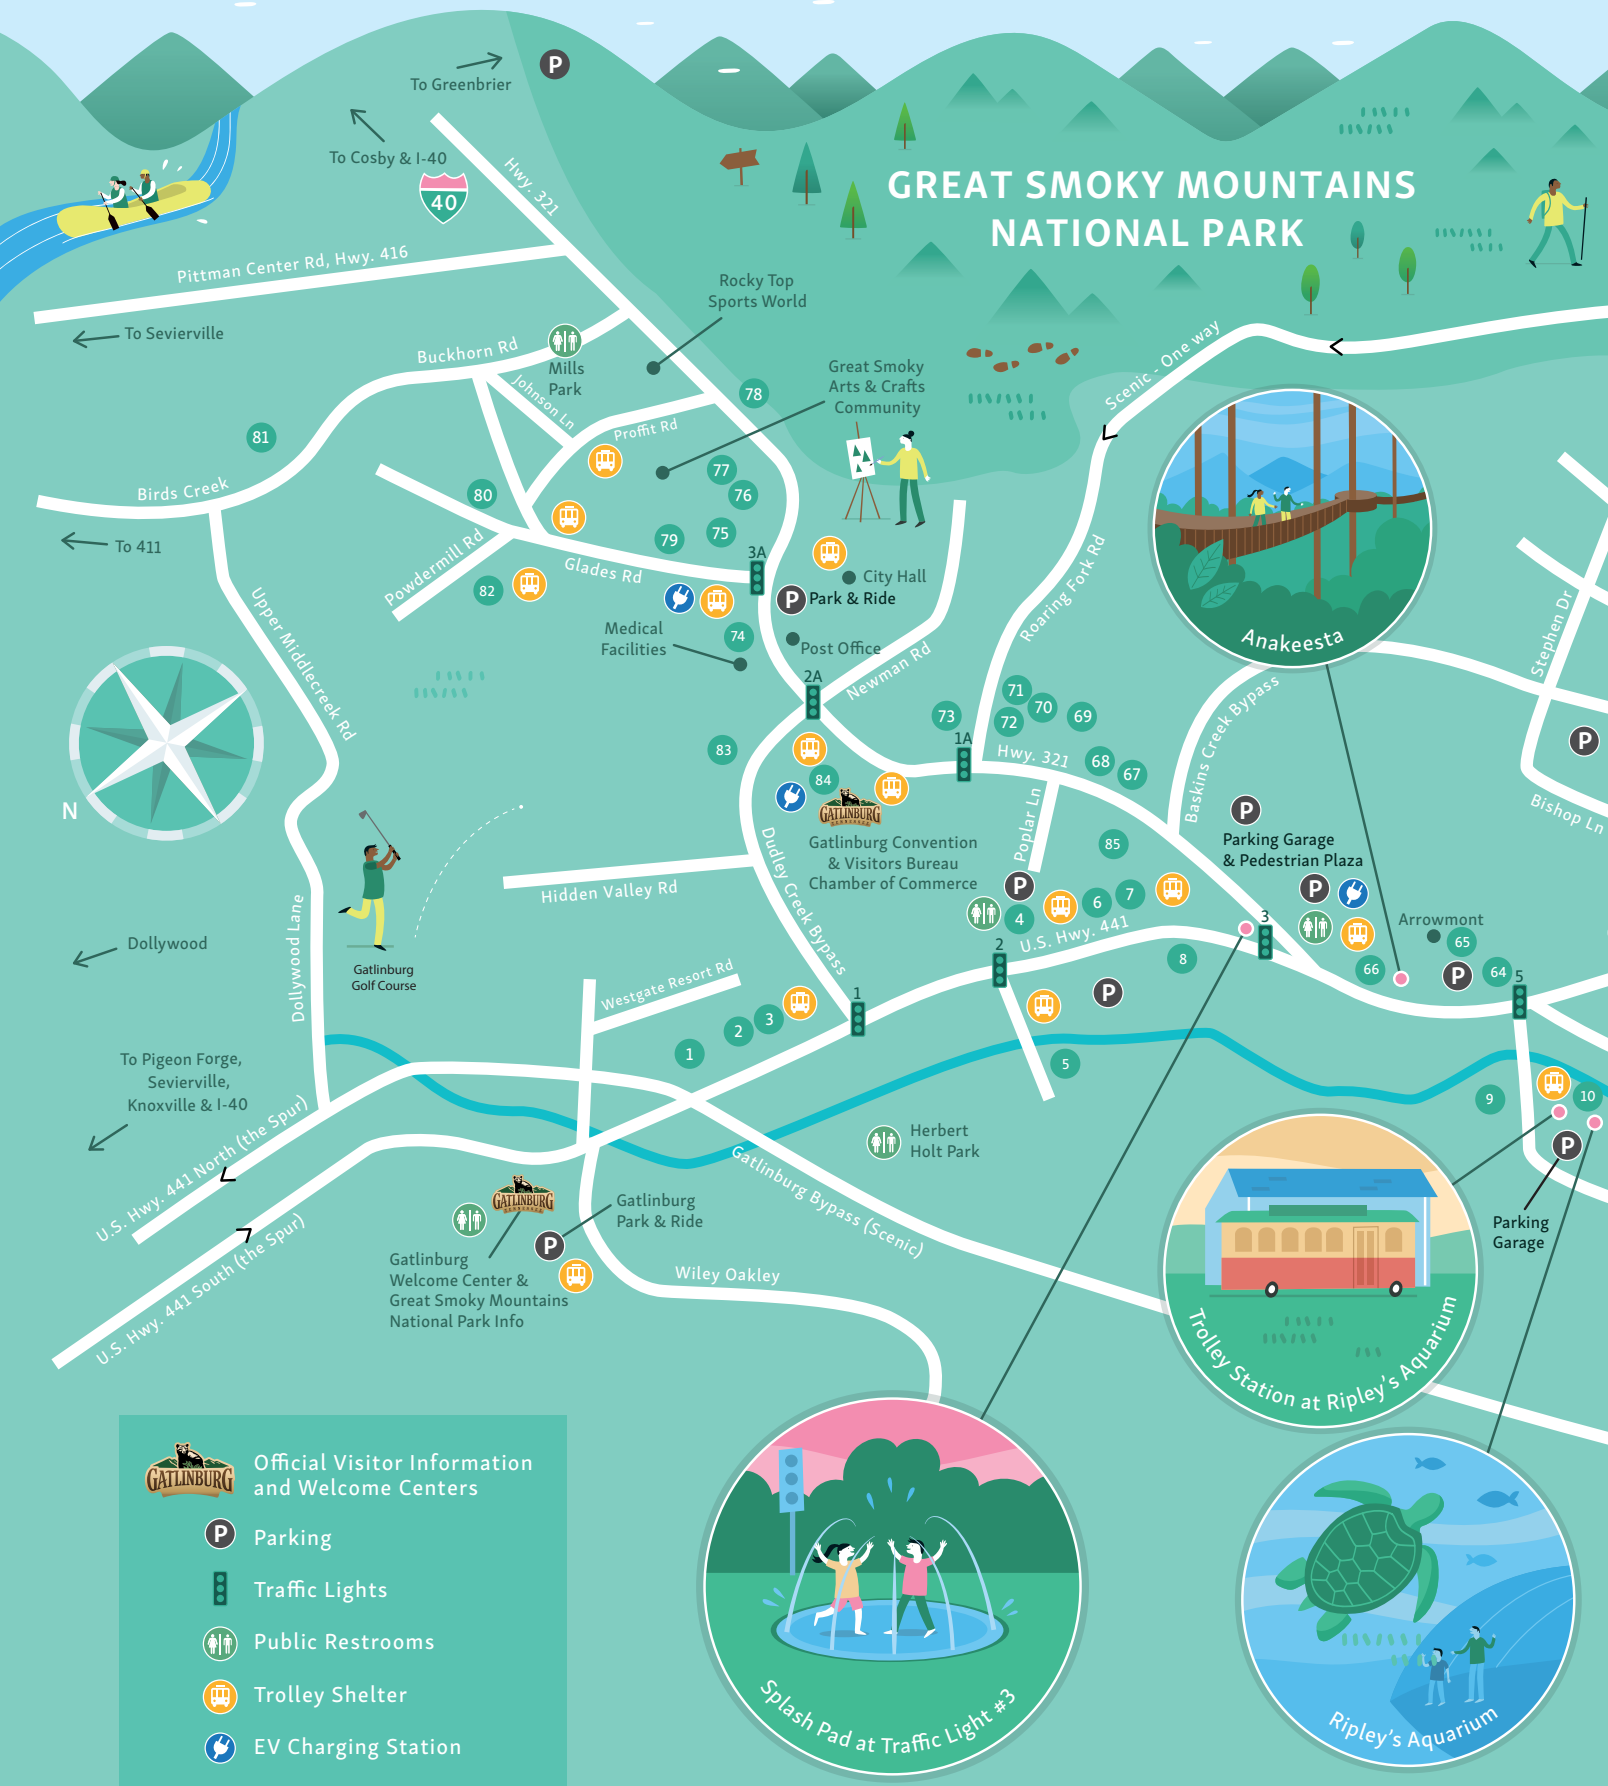 To Greenbrier
P
To Cosby & I-40
40
Hwy. 321
GREAT SMOKY MOUNTAINS
NATIONAL PARK
Pittman Center Rd, Hwy. 416
To Sevierville
Rocky Top
Sports World
Buckhorn Rd
Mills
Park
Johnson Ln
Proffit Rd
78
Great Smoky
Arts & Crafts
Community
Scenic - One way
81
Birds Creek
To 411
80
77
76
75
79
3A
Powdermill Rd
Glades Rd
82
City Hall
P
Park & Ride
Medical
Facilities
74
Post Office
Newman Rd
2A
Roaring Fork Rd
Anakeesta
Stephen Dr
P
Bishop Ln
Upper Middlecreek Rd
N
83
84
GATLINBURG
Gatlinburg Convention
& Visitors Bureau
Chamber of Commerce
73
1A
71
70
72
69
Hwy. 321
68
67
Poplar Ln
Baskins Creek Bypass
85
P
Parking Garage
& Pedestrian Plaza
P
Hidden Valley Rd
Dudley Creek Bypass
P
4
6
7
U.S. Hwy. 441
2
8
3
Arrowmont
65
66
P
64
5
Dollywood
Dollywood Lane
Gatlinburg
Golf Course
Westgate Resort Rd
1
2
3
1
P
5
9
10
P
Parking
Garage
To Pigeon Forge,
Sevierville,
Knoxville & I-40
U.S. Hwy. 441 North (the Spur)
U.S. Hwy. 441 South (the Spur)
Herbert
Holt Park
Gatlinburg Bypass (Scenic)
GATLINBURG
TENNESSEE
Gatlinburg
Park & Ride
P
Gatlinburg
Welcome Center &
Great Smoky Mountains
National Park Info
Wiley Oakley
Trolley Station at Ripley's Aquarium
Splash Pad at Traffic Light #3
Ripley's Aquarium
GATLINBURG
TENNESSEE
Official Visitor Information
and Welcome Centers
P
Parking
Traffic Lights
Public Restrooms
Trolley Shelter
EV Charging Station